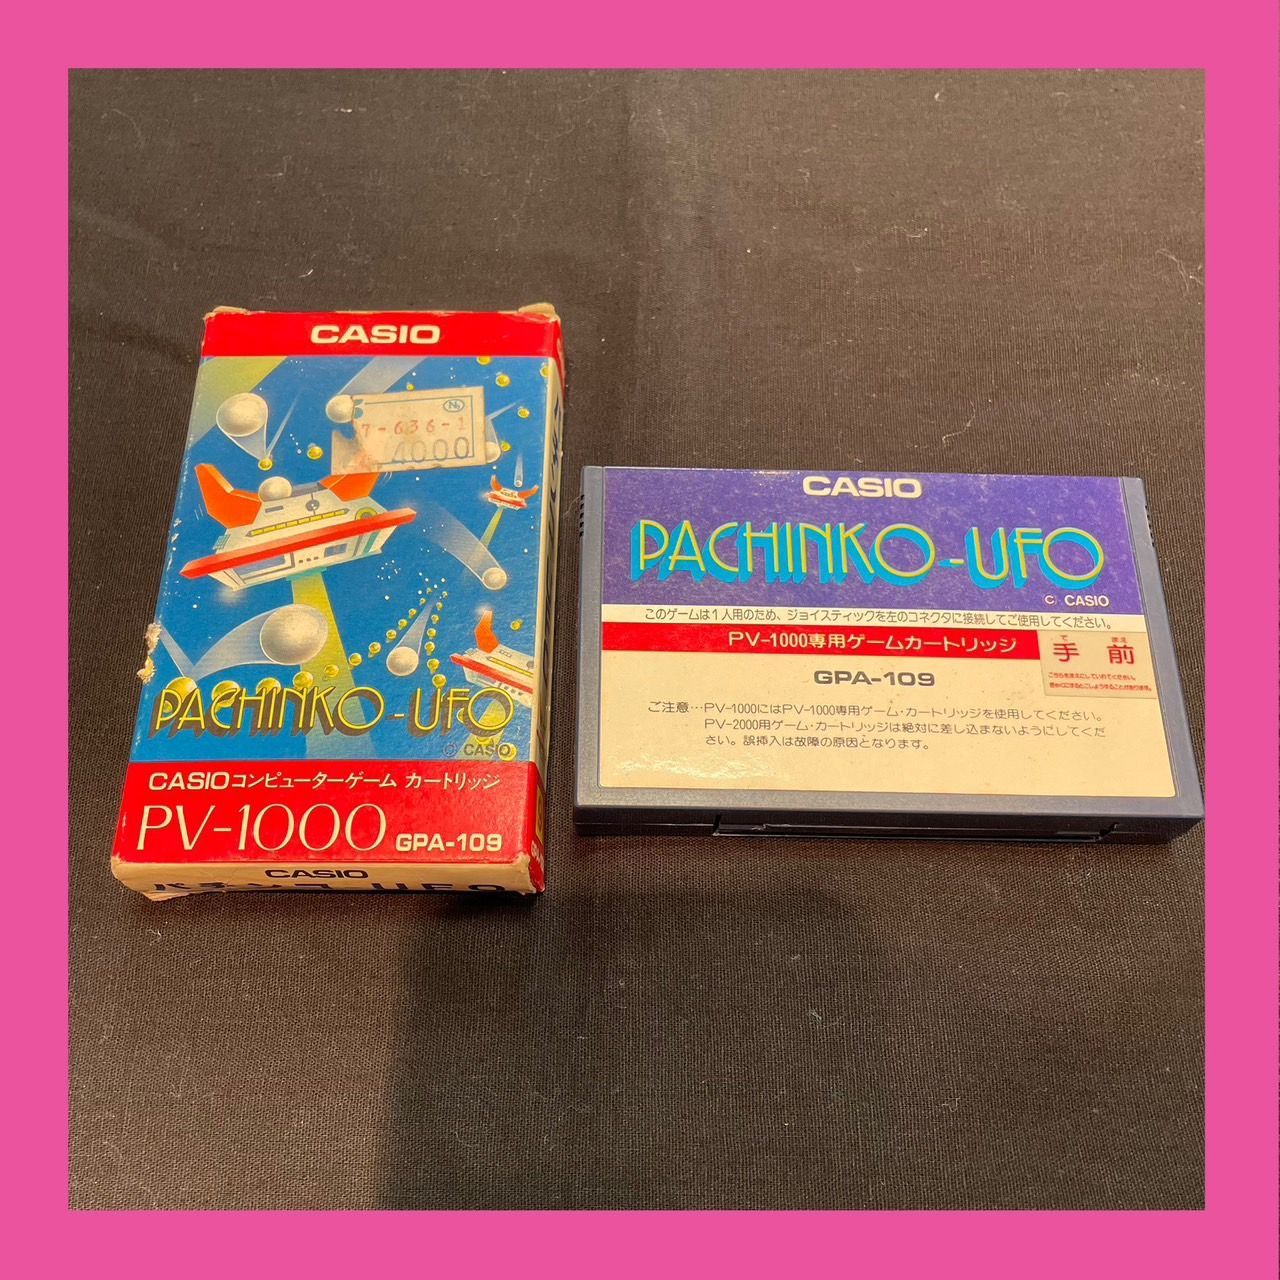 CASIO
7-636-1
4000
PACHINKO-UFO
© CASIO
CASIOコンピューターゲーム カートリッジ
PV-1000 GPA-109
CASIO
パチンコ-UFO
CASIO
PACHINKO-UFO
© CASIO
このゲームは1人用のため、ジョイスティックを左のコネクタに接続してご使用してください。
PV-1000専用ゲームカートリッジ
手前
GPA-109
ご注意…PV-1000にはPV-1000専用ゲーム・カートリッジを使用してください。
PV-2000用ゲーム・カートリッジは絶対に差し込まないようにしてくだ
さい。誤挿入は故障の原因となります。